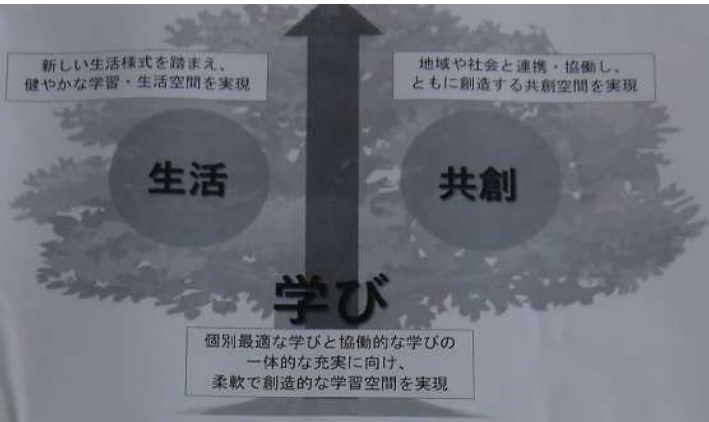 新しい生活様式を踏まえ、
健やかな学習・生活空間を実現
地域や社会と連携・協働し、
ともに創造する共創空間を実現
生活
共創
学び
個別最適な学びと協働的な学びの
一体的な充実に向け、
柔軟で創造的な学習空間を実現